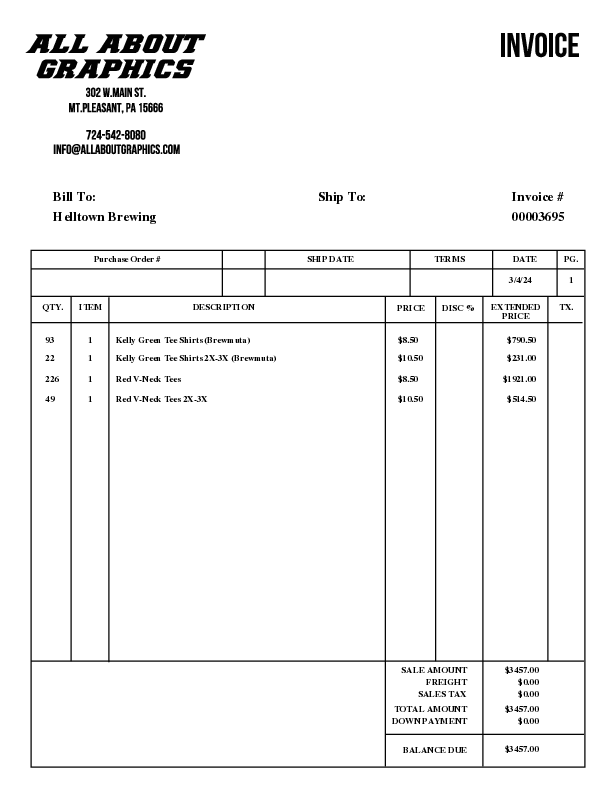 ALL ABOUT
GRAPHICS
INVOICE
302 W.MAIN ST.
MT.PLEASANT, PA 15666
724-542-8080
INFO@ALLABOUTGRAPHICS.COM
Bill To: Ship To: Invoice #
Helltown Brewing 00003695
Purchase Order # SHIP DATE TERMS DATE PG.
3/4/24 1
QTY. ITEM DESCRIPTION PRICE DISC % EXTENDED PRICE TX.
93 1 Kelly Green Tee Shirts (Brewmuta) $8.50 $790.50
22 1 Kelly Green Tee Shirts 2X-3X (Brewmuta) $10.50 $231.00
226 1 Red V-Neck Tees $8.50 $1921.00
49 1 Red V-Neck Tees 2X-3X $10.50 $514.50
SALE AMOUNT $3457.00
FREIGHT $0.00
SALES TAX $0.00
TOTAL AMOUNT $3457.00
DOWN PAYMENT $0.00
BALANCE DUE $3457.00